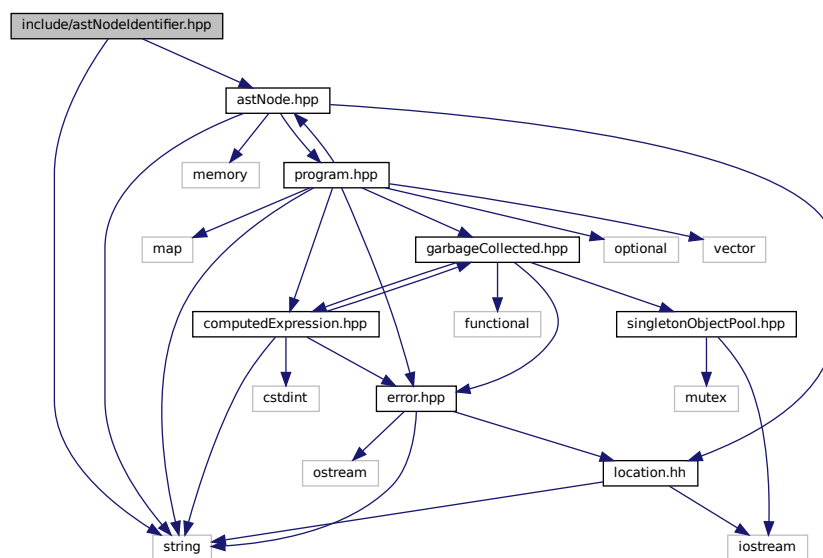 include/astNodeIdentifier.hpp
astNode.hpp
memory
program.hpp
map
garbageCollected.hpp
optional
vector
computedExpression.hpp
functional
singletonObjectPool.hpp
cstdint
error.hpp
mutex
ostream
location.hh
string
iostream